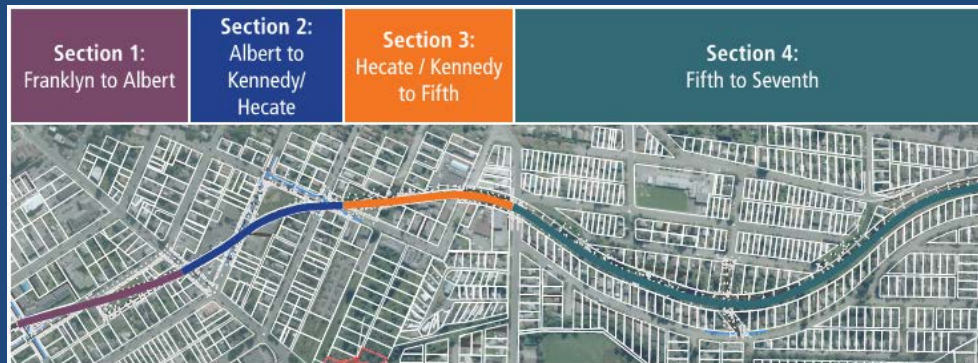 Section 1:
Franklyn to Albert
Section 2:
Albert to
Kennedy/
Hecate
Section 3:
Hecate / Kennedy
to Fifth
Section 4:
Fifth to Seventh